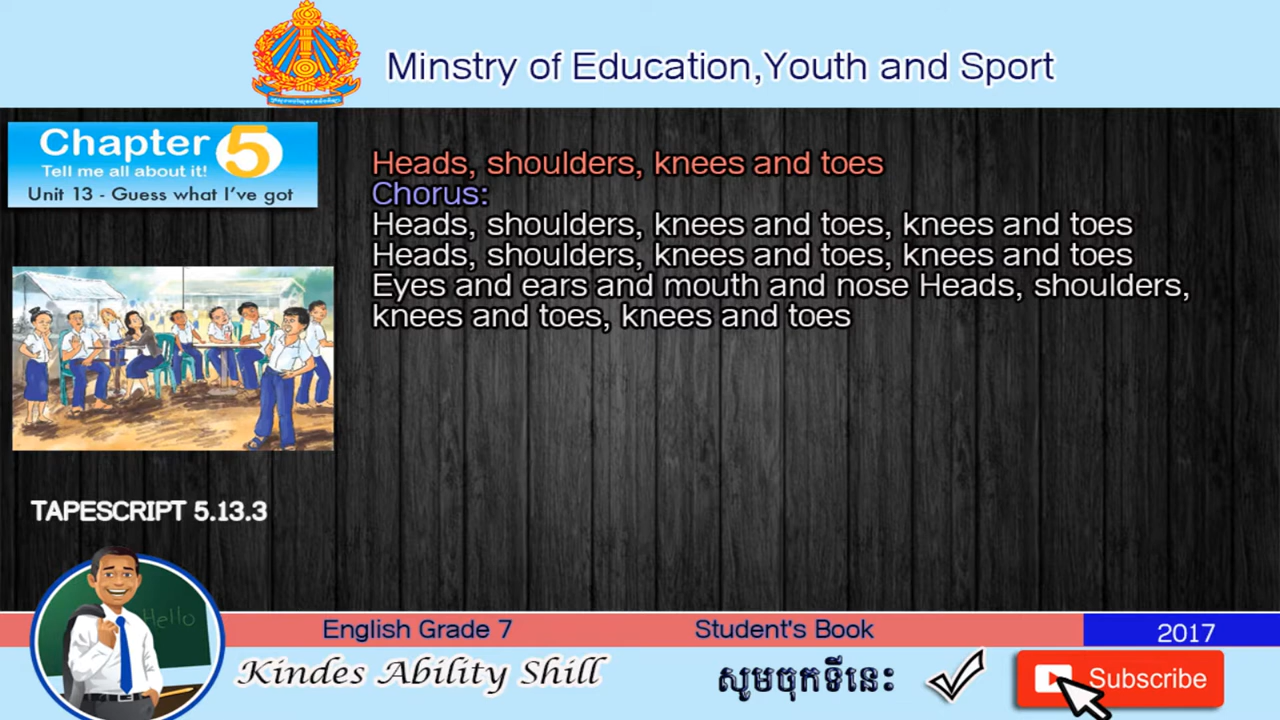 Minstry of Education,Youth and Sport
Chapter 5
Tell me all about it!
Unit 13 - Guess what I've got
Heads, shoulders, knees and toes
Chorus:
Heads, shoulders, knees and toes, knees and toes
Heads, shoulders, knees and toes, knees and toes
Eyes and ears and mouth and nose Heads, shoulders,
knees and toes, knees and toes
TAPESCRIPT 5.13.3
Hello
English Grade 7
Student's Book
2017
Kindes Ability Shill
សូមចុកទីនេះ
Subscribe